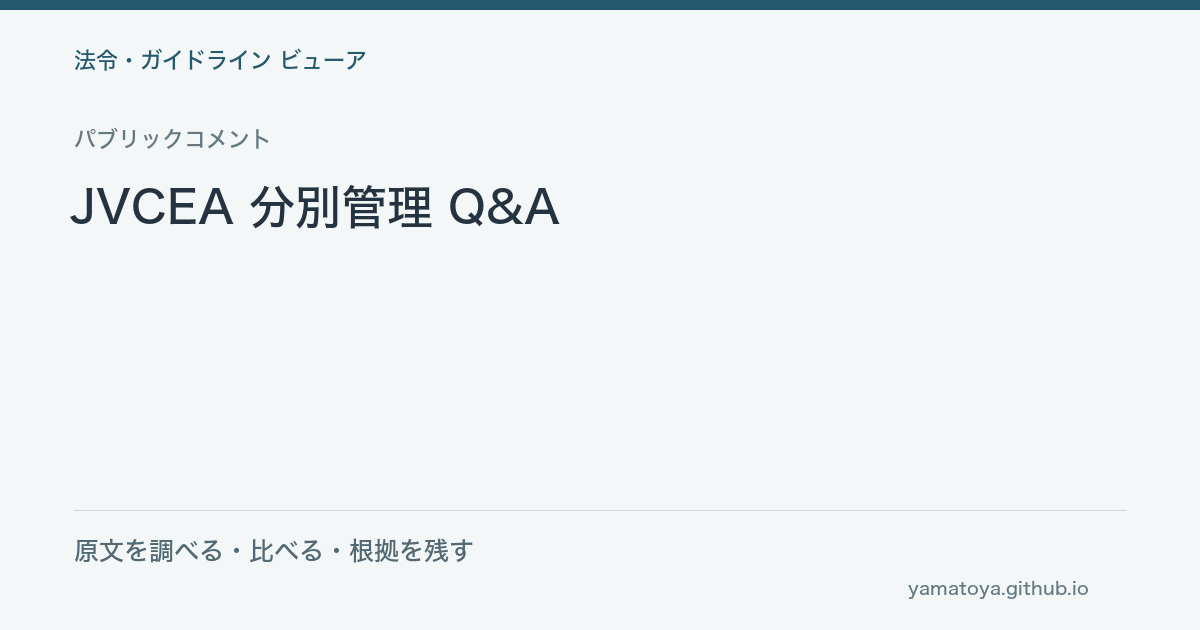 法令・ガイドライン ビューア
パブリックコメント
JVCEA 分別管理 Q&A
原文を調べる・比べる・根拠を残す
yamatoya.github.io